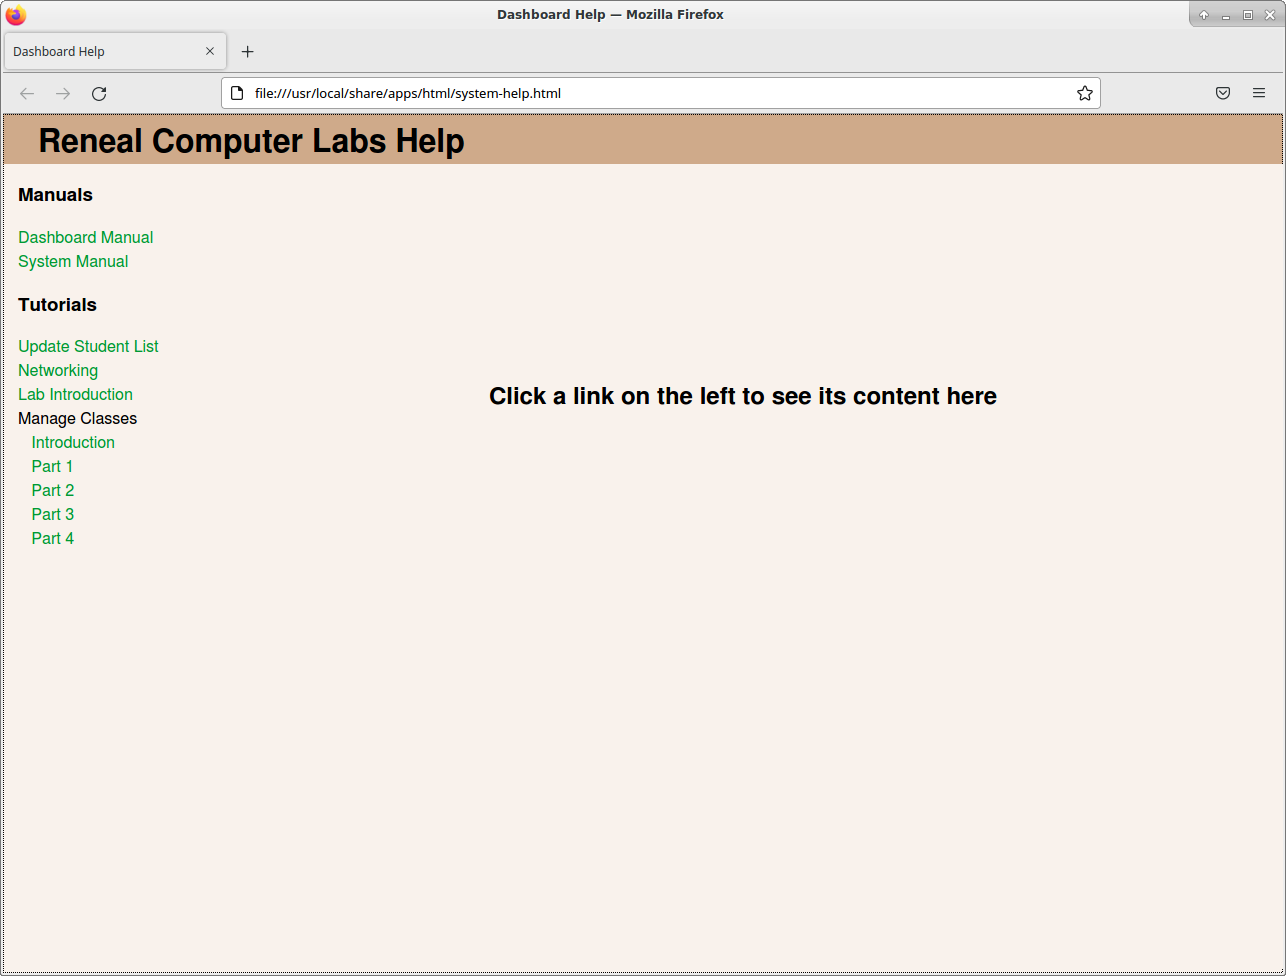 Dashboard Help — Mozilla Firefox
Dashboard Help
file:///usr/local/share/apps/html/system-help.html
Reneal Computer Labs Help
Manuals
Dashboard Manual
System Manual
Tutorials
Update Student List
Networking
Lab Introduction
Manage Classes
Introduction
Part 1
Part 2
Part 3
Part 4
Click a link on the left to see its content here